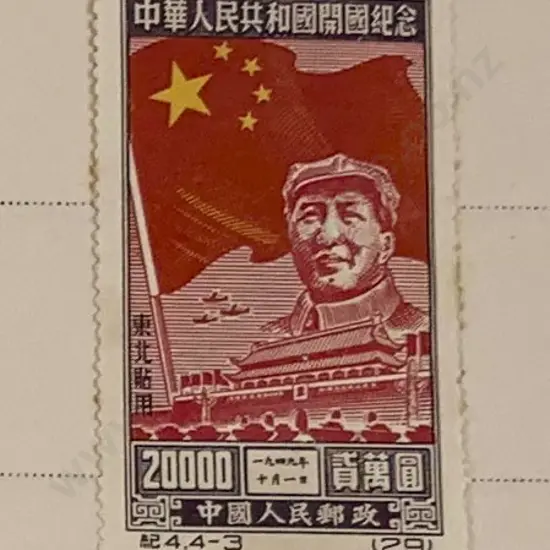 中華人民共和國開國紀念
東北貼用
20000 一九四九年 貳萬圓
十月一日
中國人民郵政
紀4.4-3 (29)